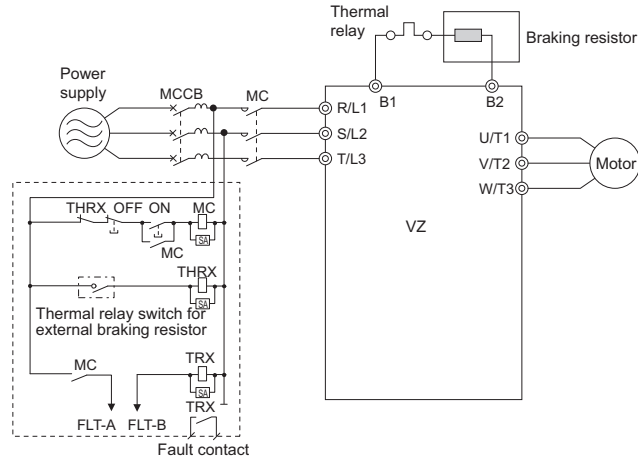 Thermal
relay
Braking resistor
Power
supply
MCCB
MC
B1
B2
R/L1
S/L2
T/L3
U/T1
V/T2
W/T3
Motor
VZ
THRX OFF ON MC
SA
MC
THRX
SA
Thermal relay switch for
external braking resistor
MC
TRX
SA
TRX
FLT-A FLT-B
Fault contact